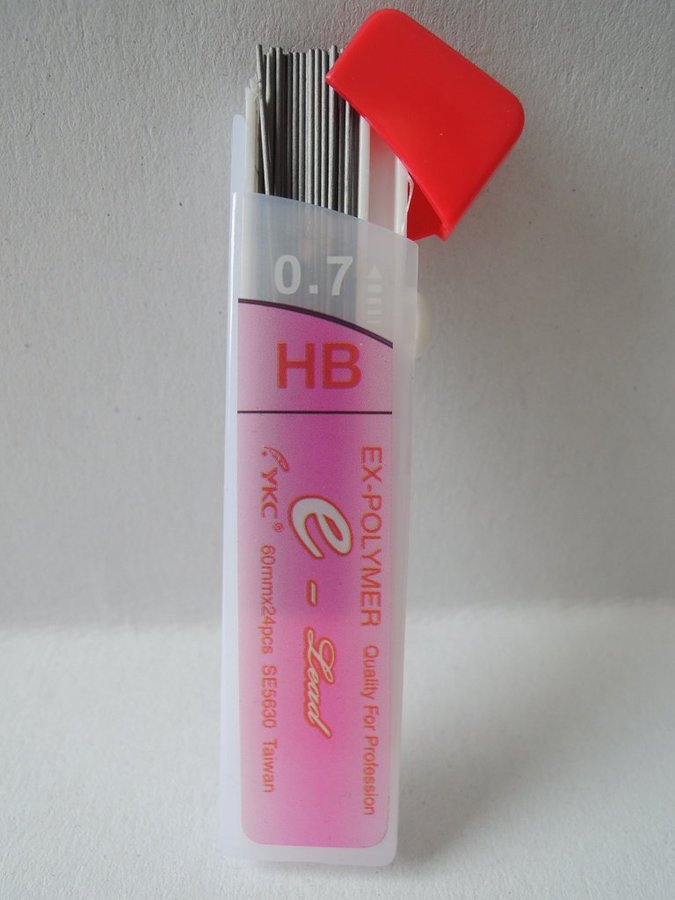 0.7
HB
EX-POLYMER Quality For Profession
e - Lead
YKC® 60mmx24pcs SE5630 Taiwan